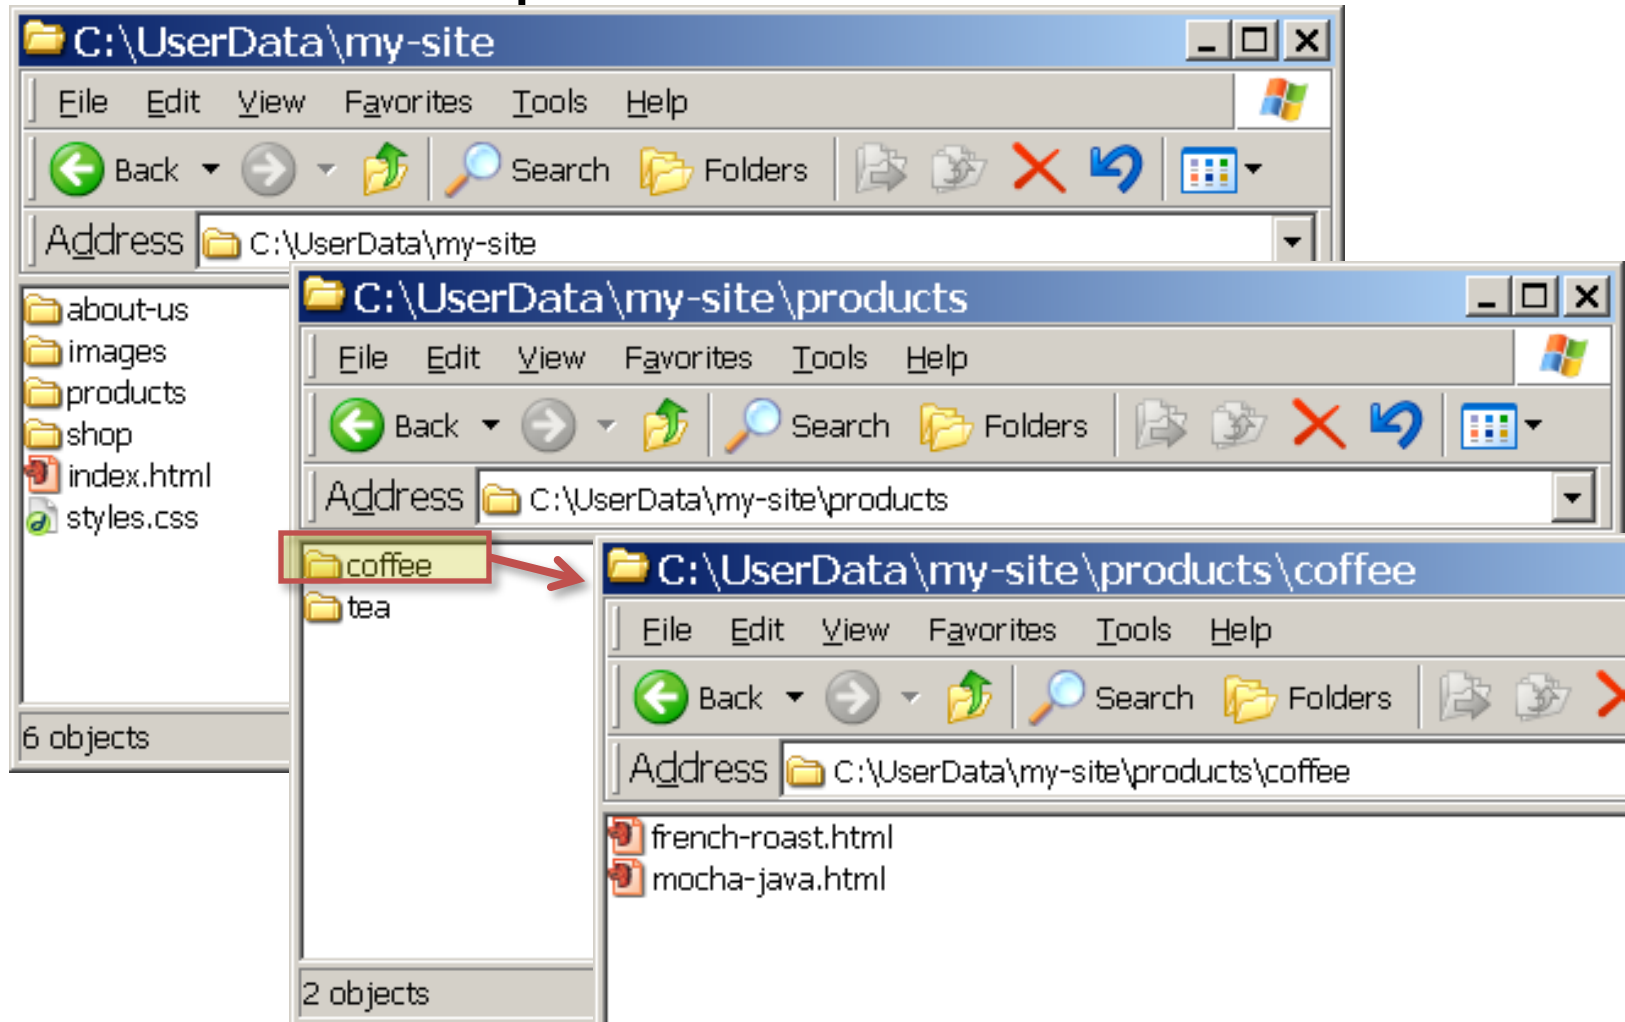 C:\UserData\my-site
File Edit View Favorites Tools Help
Back Search Folders
Address C:\UserData\my-site
about-us
images
products
shop
index.html
styles.css
6 objects
C:\UserData\my-site\products
File Edit View Favorites Tools Help
Back Search Folders
Address C:\UserData\my-site\products
coffee
tea
2 objects
C:\UserData\my-site\products\coffee
File Edit View Favorites Tools Help
Back Search Folders
Address C:\UserData\my-site\products\coffee
french-roast.html
mocha-java.html